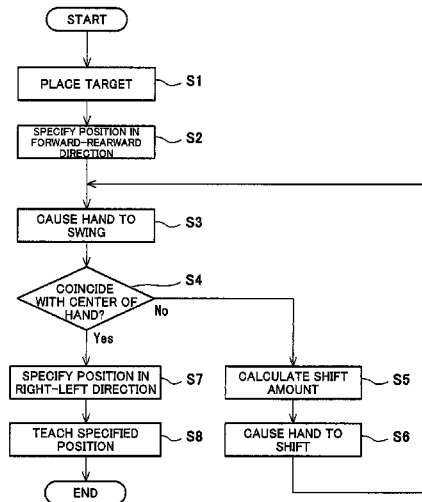 START
PLACE TARGET
S1
SPECIFY POSITION IN
FORWARD-REARWARD
DIRECTION
S2
CAUSE HAND TO
SWING
S3
COINCIDE
WITH CENTER OF
HAND?
S4
No
Yes
SPECIFY POSITION IN
RIGHT-LEFT DIRECTION
S7
CALCULATE SHIFT
AMOUNT
S5
TEACH SPECIFIED
POSITION
S8
CAUSE HAND TO
SHIFT
S6
END